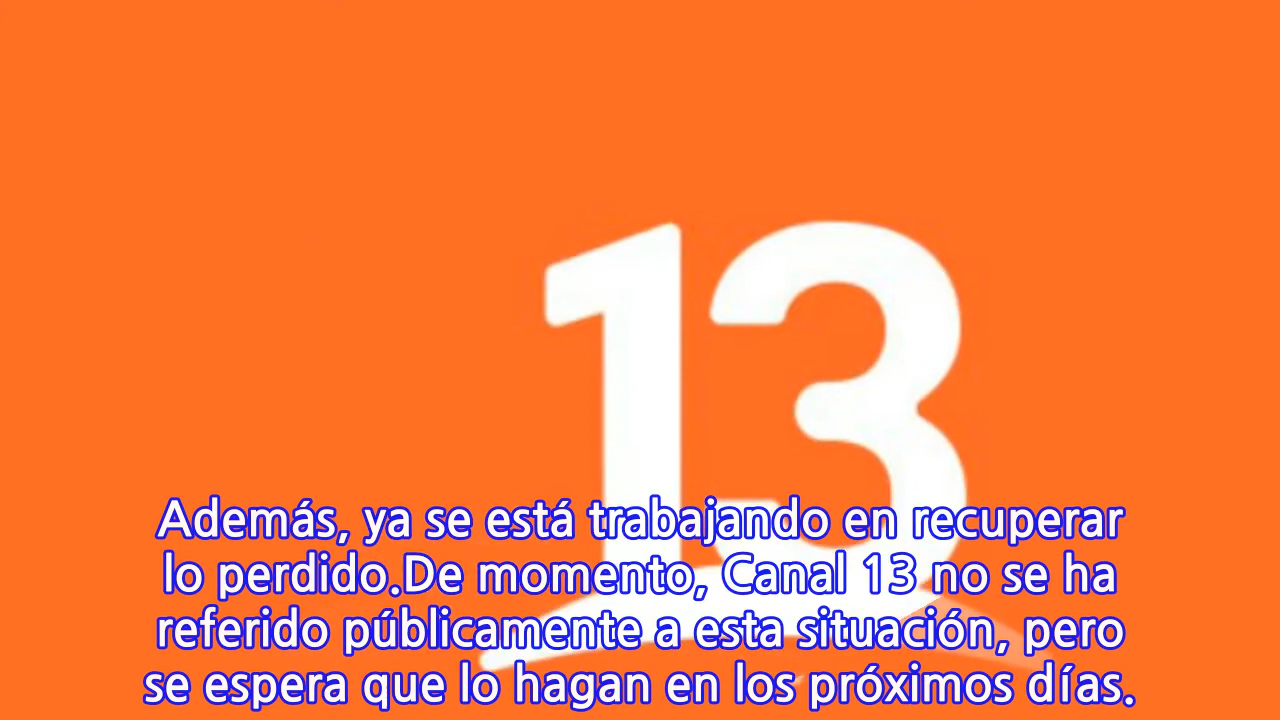 13
Además, ya se está trabajando en recuperar
lo perdido.De momento, Canal 13 no se ha
referido públicamente a esta situación, pero
se espera que lo hagan en los próximos días.